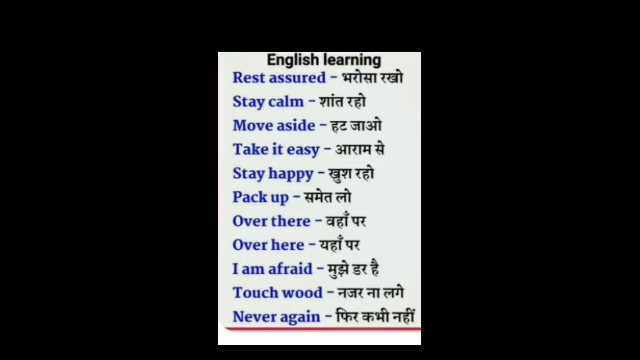 English learning
Rest assured - भरोसा रखो
Stay calm - शांत रहो
Move aside - हट जाओ
Take it easy - आराम से
Stay happy - खुश रहो
Pack up - समेत लो
Over there - वहाँ पर
Over here - यहाँ पर
I am afraid - मुझे डर है
Touch wood - नजर ना लगे
Never again - फिर कभी नहीं